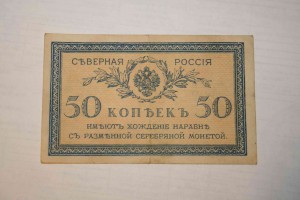 СѢВЕРНАЯ РОССІЯ
50 КОПѢЕКЪ 50
ИМѢЮТЪ ХОЖДЕНІЕ НАРАВНѢ
СЪ РАЗМѢННОЙ СЕРЕБРЯНОЙ МОНЕТОЙ.